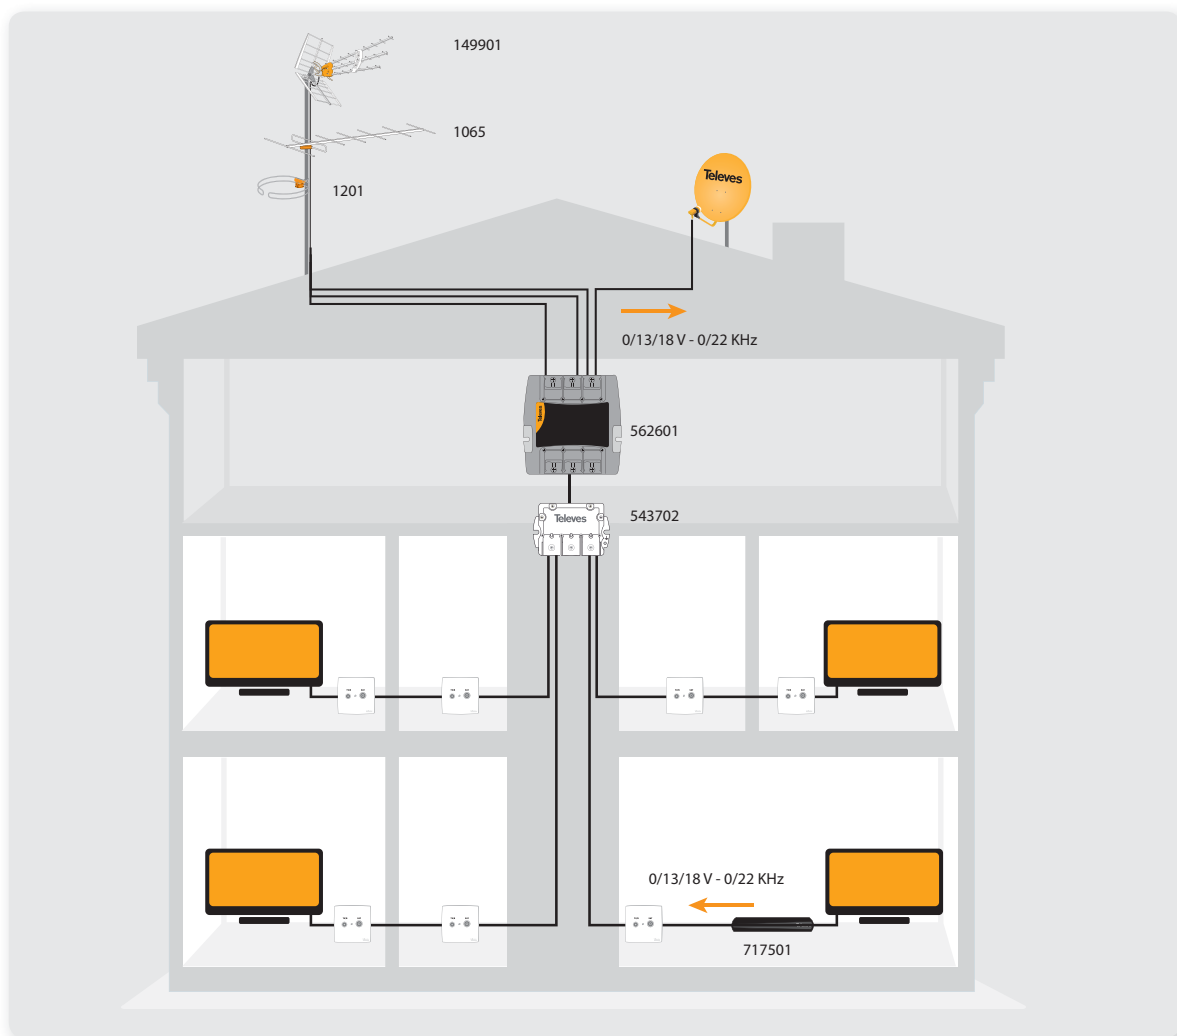 149901
1065
Televes
1201
0/13/18 V - 0/22 KHz
Televes
562601
543702
Televes
0/13/18 V - 0/22 KHz
717501